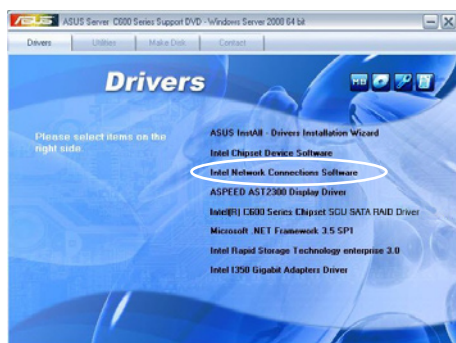 ASUS ASUS Server C600 Series Support DVD - Windows Server 2008 64 bit
Drivers Utilities Make Disk Contact
Drivers
Please select items on the
right side.
ASUS InstAll - Drivers Installation Wizard
Intel Chipset Device Software
Intel Network Connections Software
ASPEED AST2300 Display Driver
Intel(R) C600 Series Chipset SCU SATA RAID Driver
Microsoft .NET Framework 3.5 SP1
Intel Rapid Storage Technology enterprise 3.0
Intel I350 Gigabit Adapters Driver